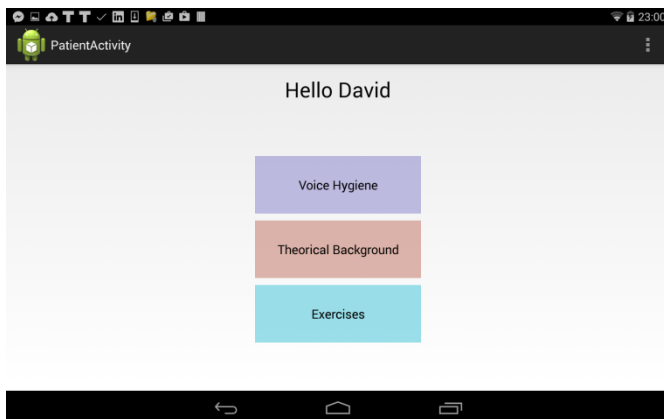 23:00
PatientActivity
Hello David
Voice Hygiene
Theorical Background
Exercises